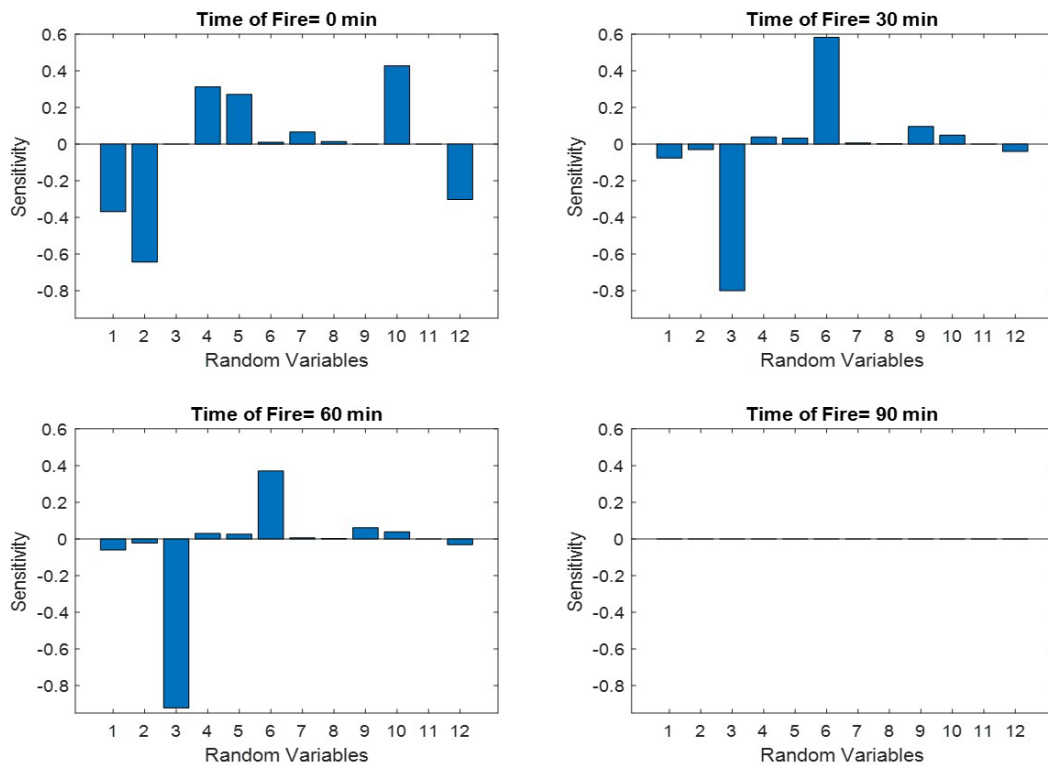 Time of Fire= 0 min
0.6
0.4
0.2
0
-0.2
-0.4
-0.6
-0.8
Sensitivity
1 2 3 4 5 6 7 8 9 10 11 12
Random Variables
Time of Fire= 30 min
0.6
0.4
0.2
0
-0.2
-0.4
-0.6
-0.8
Sensitivity
1 2 3 4 5 6 7 8 9 10 11 12
Random Variables
Time of Fire= 60 min
0.6
0.4
0.2
0
-0.2
-0.4
-0.6
-0.8
Sensitivity
1 2 3 4 5 6 7 8 9 10 11 12
Random Variables
Time of Fire= 90 min
0.6
0.4
0.2
0
-0.2
-0.4
-0.6
-0.8
Sensitivity
1 2 3 4 5 6 7 8 9 10 11 12
Random Variables